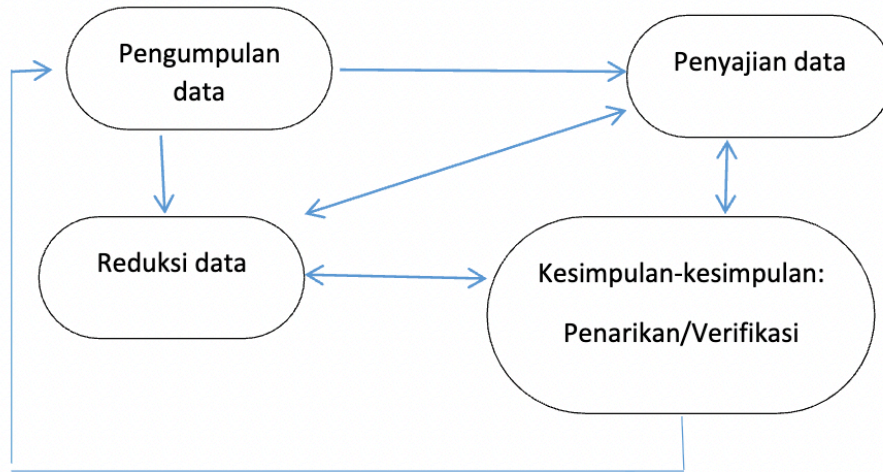 Pengumpulan
data
Penyajian data
Reduksi data
Kesimpulan-kesimpulan:
Penarikan/Verifikasi